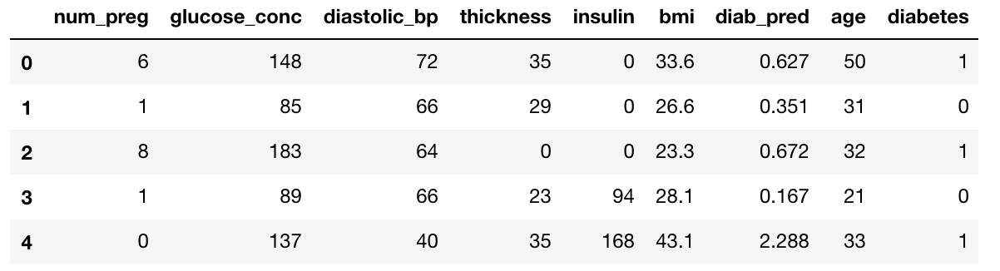 num_preg glucose_conc diastolic_bp thickness insulin bmi diab_pred age diabetes
0 6 148 72 35 0 33.6 0.627 50 1
1 1 85 66 29 0 26.6 0.351 31 0
2 8 183 64 0 0 23.3 0.672 32 1
3 1 89 66 23 94 28.1 0.167 21 0
4 0 137 40 35 168 43.1 2.288 33 1